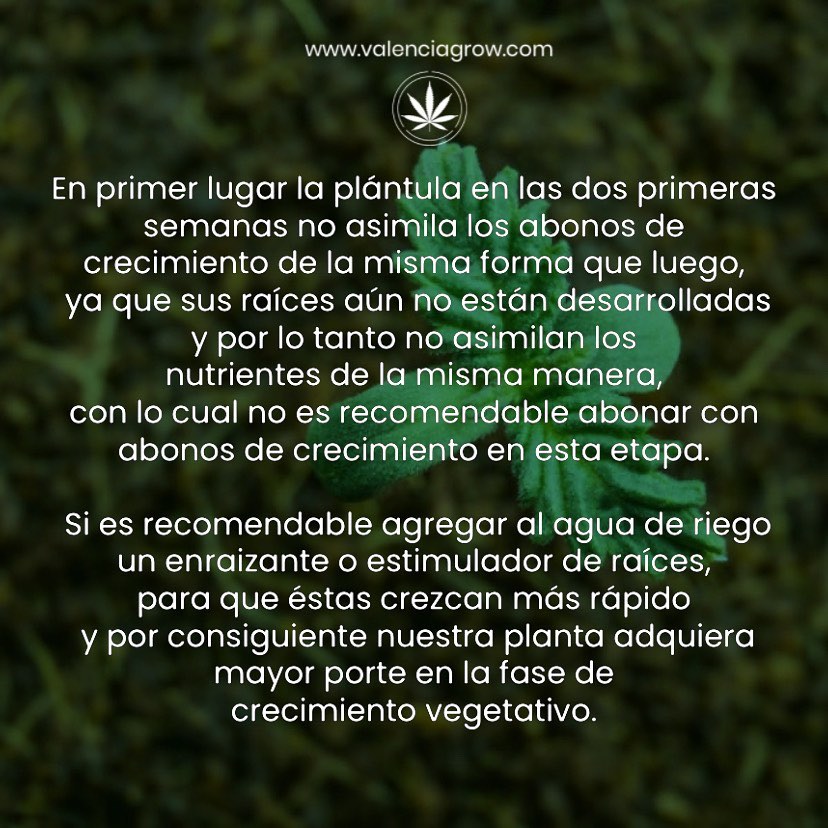 www.valenciagrow.com
En primer lugar la plántula en las dos primeras
semanas no asimila los abonos de
crecimiento de la misma forma que luego,
ya que sus raíces aún no están desarrolladas
y por lo tanto no asimilan los
nutrientes de la misma manera,
con lo cual no es recomendable abonar con
abonos de crecimiento en esta etapa.
Si es recomendable agregar al agua de riego
un enraizante o estimulador de raíces,
para que éstas crezcan más rápido
y por consiguiente nuestra planta adquiera
mayor porte en la fase de
crecimiento vegetativo.